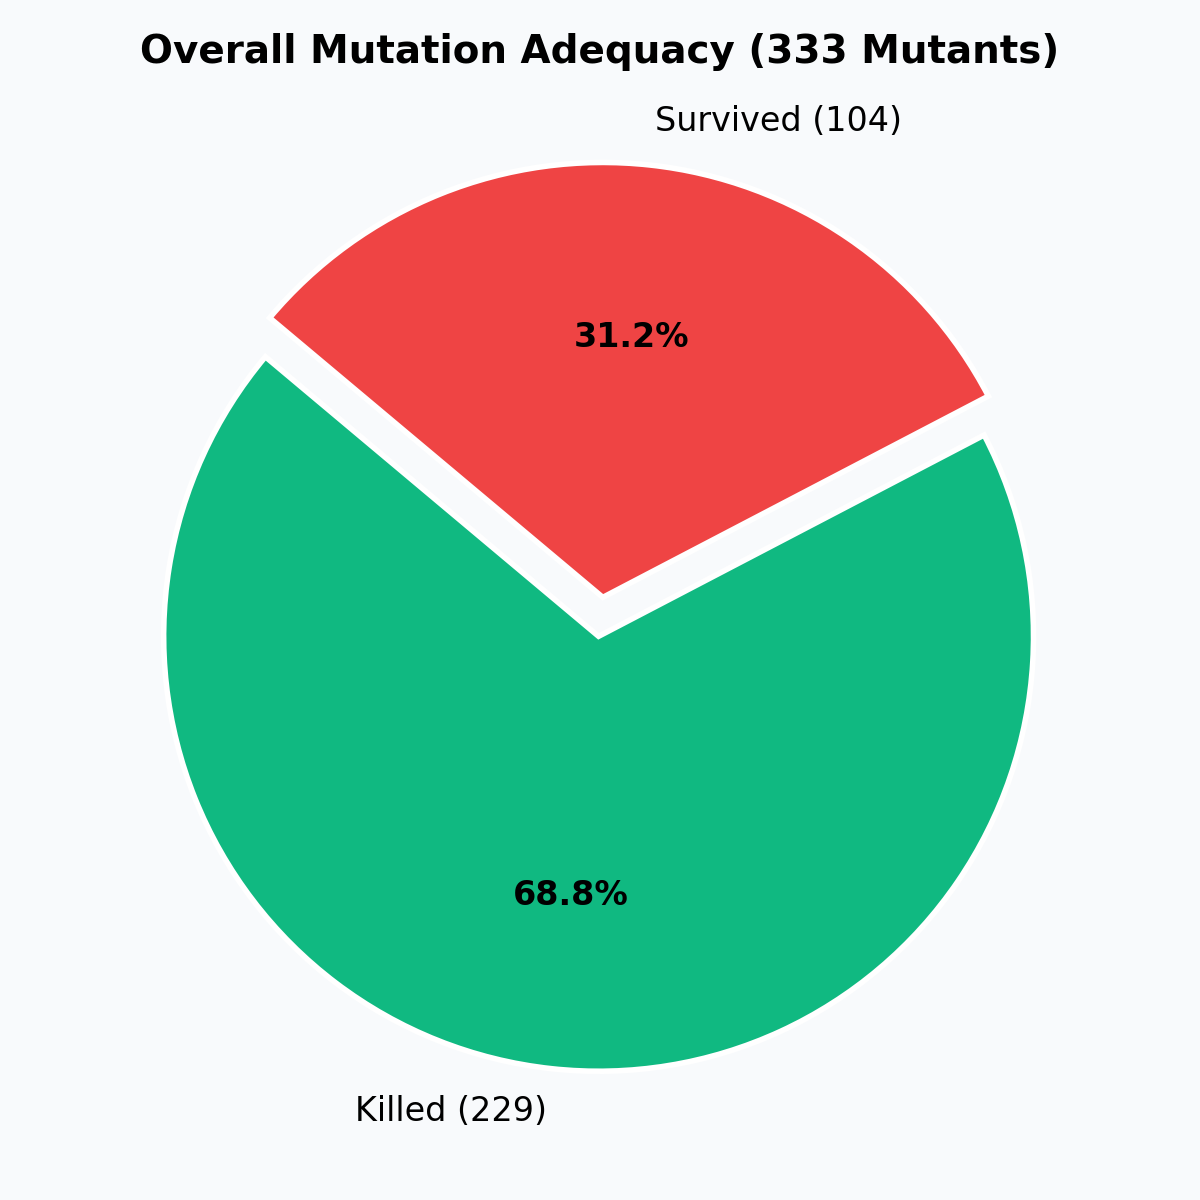 Overall Mutation Adequacy (333 Mutants)
Survived (104)
31.2%
68.8%
Killed (229)